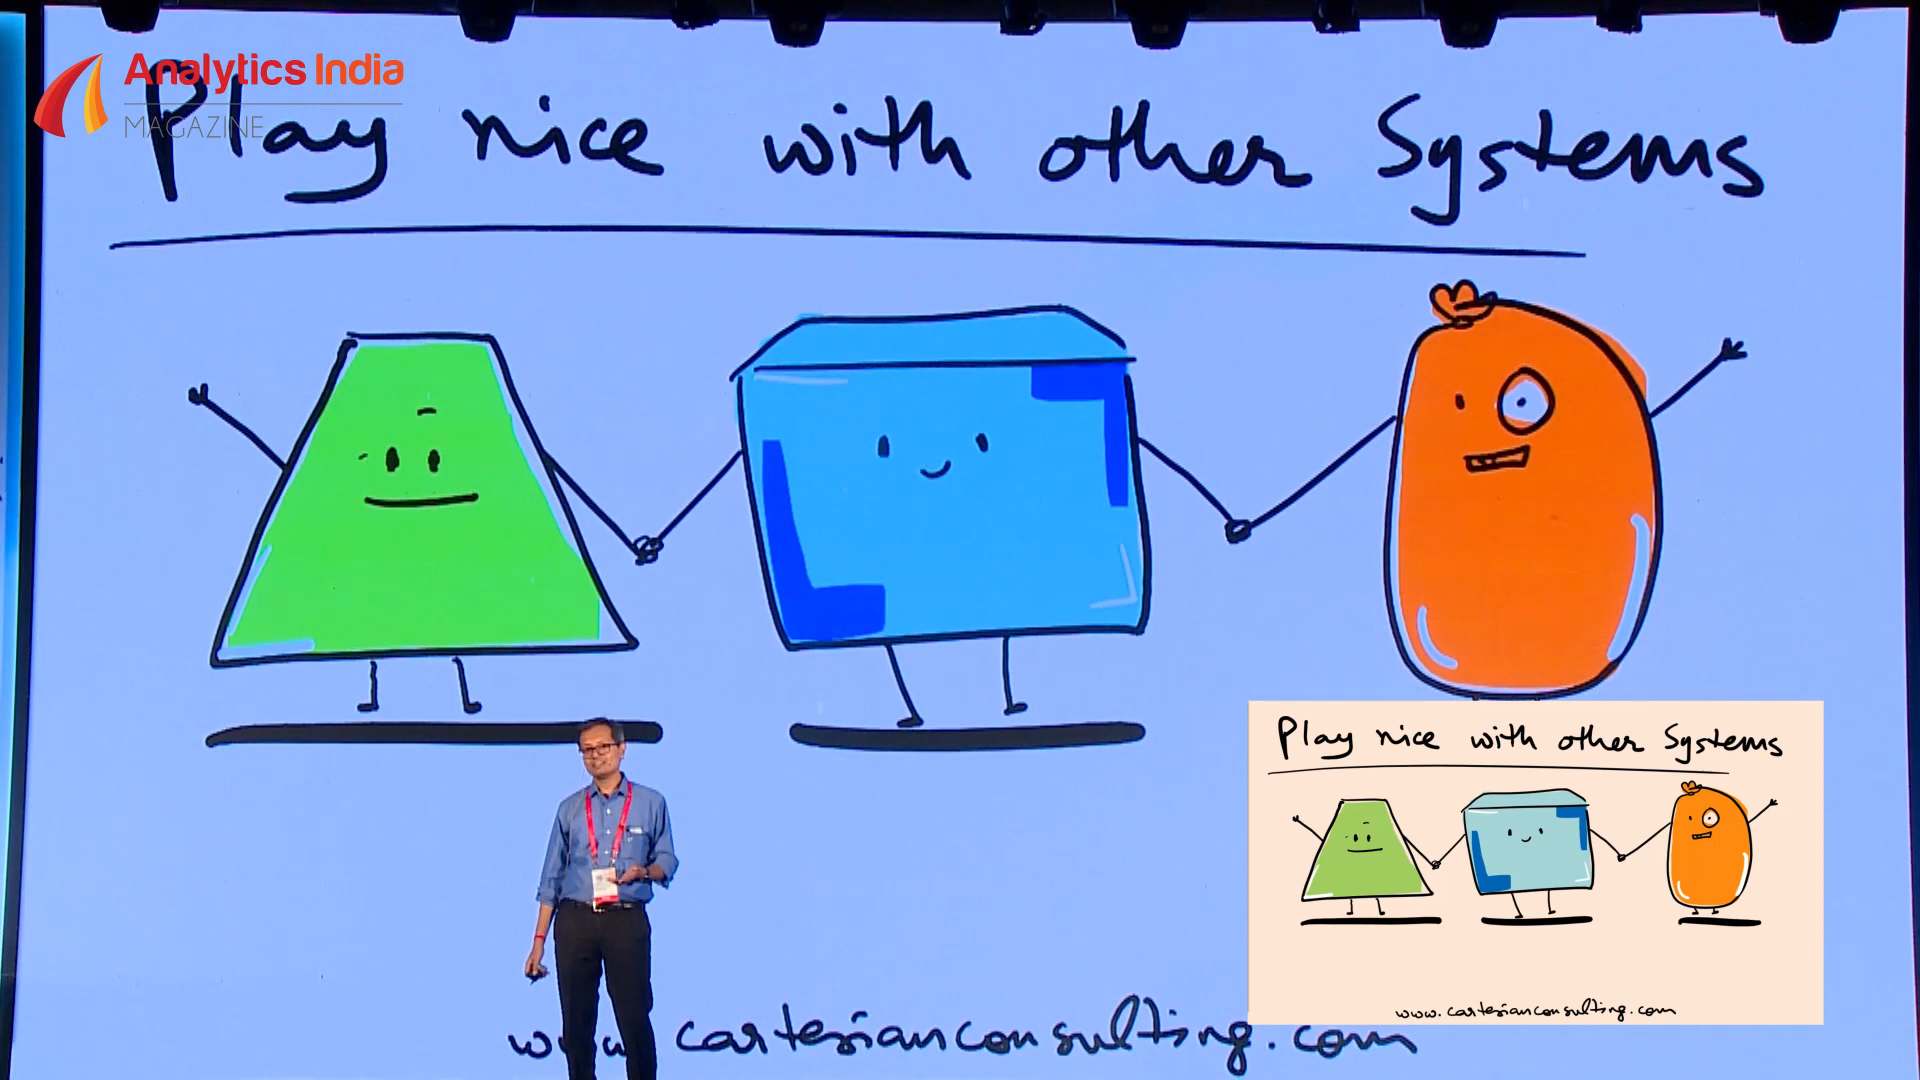 Analytics India
MAGAZINE
Play nice with other Systems
www.cartesianconsulting.com
Play nice with other Systems
www.cartesianconsulting.com